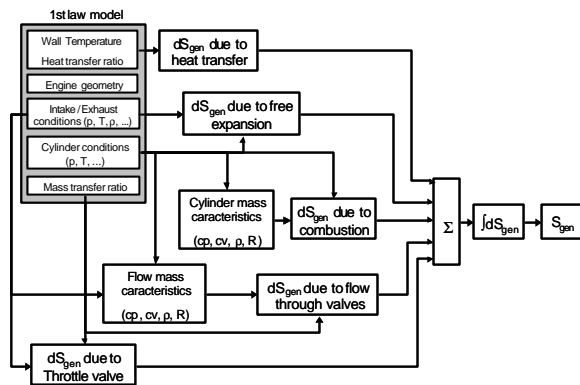 1st law model
Wall Temperature
Heat transfer ratio
Engine geometry
Intake/Exhaust
conditions (p, T,ρ, ...)
Cylinder conditions
(p, T, ...)
Mass transfer ratio
dSgen due to
heat transfer
dSgen due to free
expansion
Cylinder mass
caracteristics
(cp, cv, ρ, R)
dSgen due to
combustion
Flow mass
caracteristics
(cp, cv, ρ, R)
dSgen due to flow
through valves
dSgen due to
Throttle valve
Σ
∫dSgen
Sgen